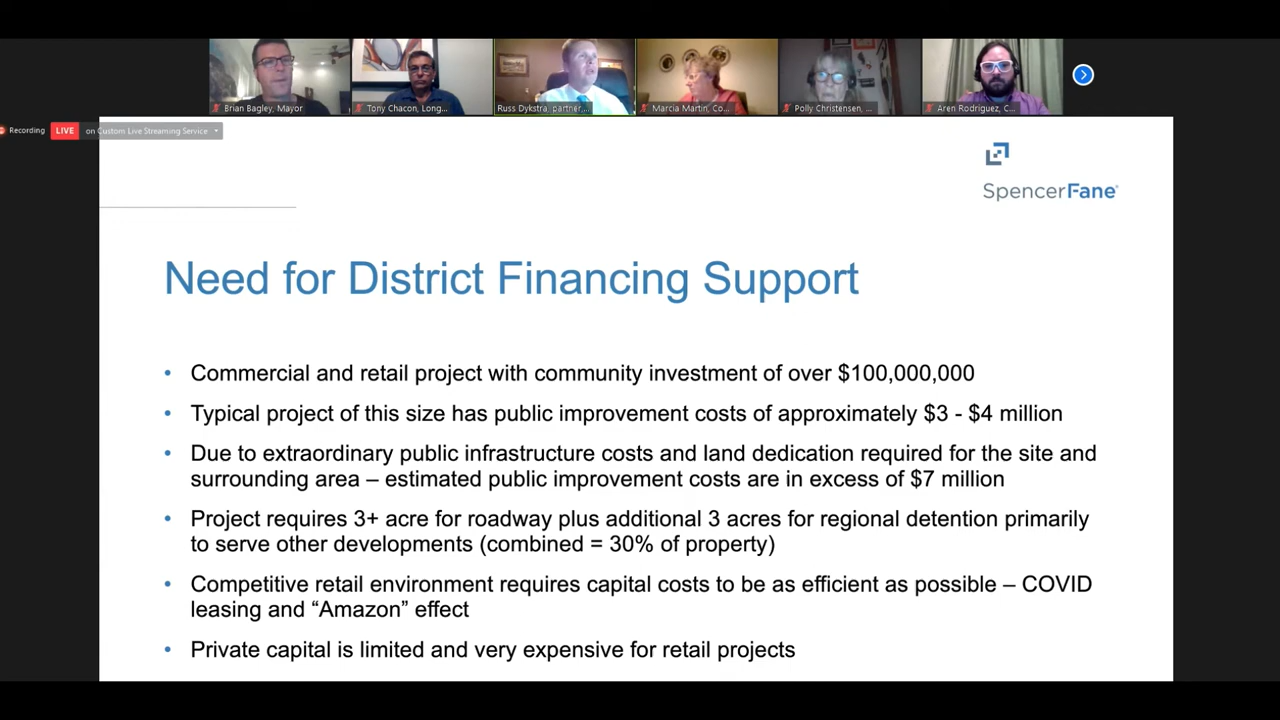 Brian Bagley, Mayor
Tony Chacon, Long...
Russ Dykstra, partner,...
Marcia Martin, Co...
Polly Christensen, ...
Aren Rodriguez, C...
Recording
LIVE
on Custom Live Streaming Service
SpencerFane
Need for District Financing Support
• Commercial and retail project with community investment of over $100,000,000
• Typical project of this size has public improvement costs of approximately $3 - $4 million
• Due to extraordinary public infrastructure costs and land dedication required for the site and
surrounding area – estimated public improvement costs are in excess of $7 million
• Project requires 3+ acre for roadway plus additional 3 acres for regional detention primarily
to serve other developments (combined = 30% of property)
• Competitive retail environment requires capital costs to be as efficient as possible – COVID
leasing and “Amazon” effect
• Private capital is limited and very expensive for retail projects